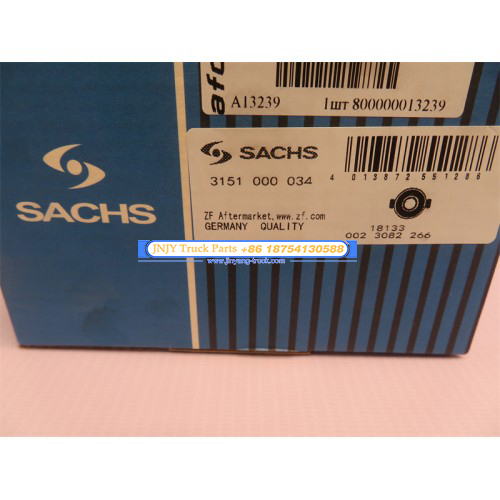 afc
A13239
1шт 800000013239
SACHS
SACHS
3151 000 034
4 013872 551286
ZF Aftermarket,www.zf.com
GERMANY QUALITY
18133
002 3082 266
JNJY Truck Parts +86 18754130588
www.jinyang-truck.com